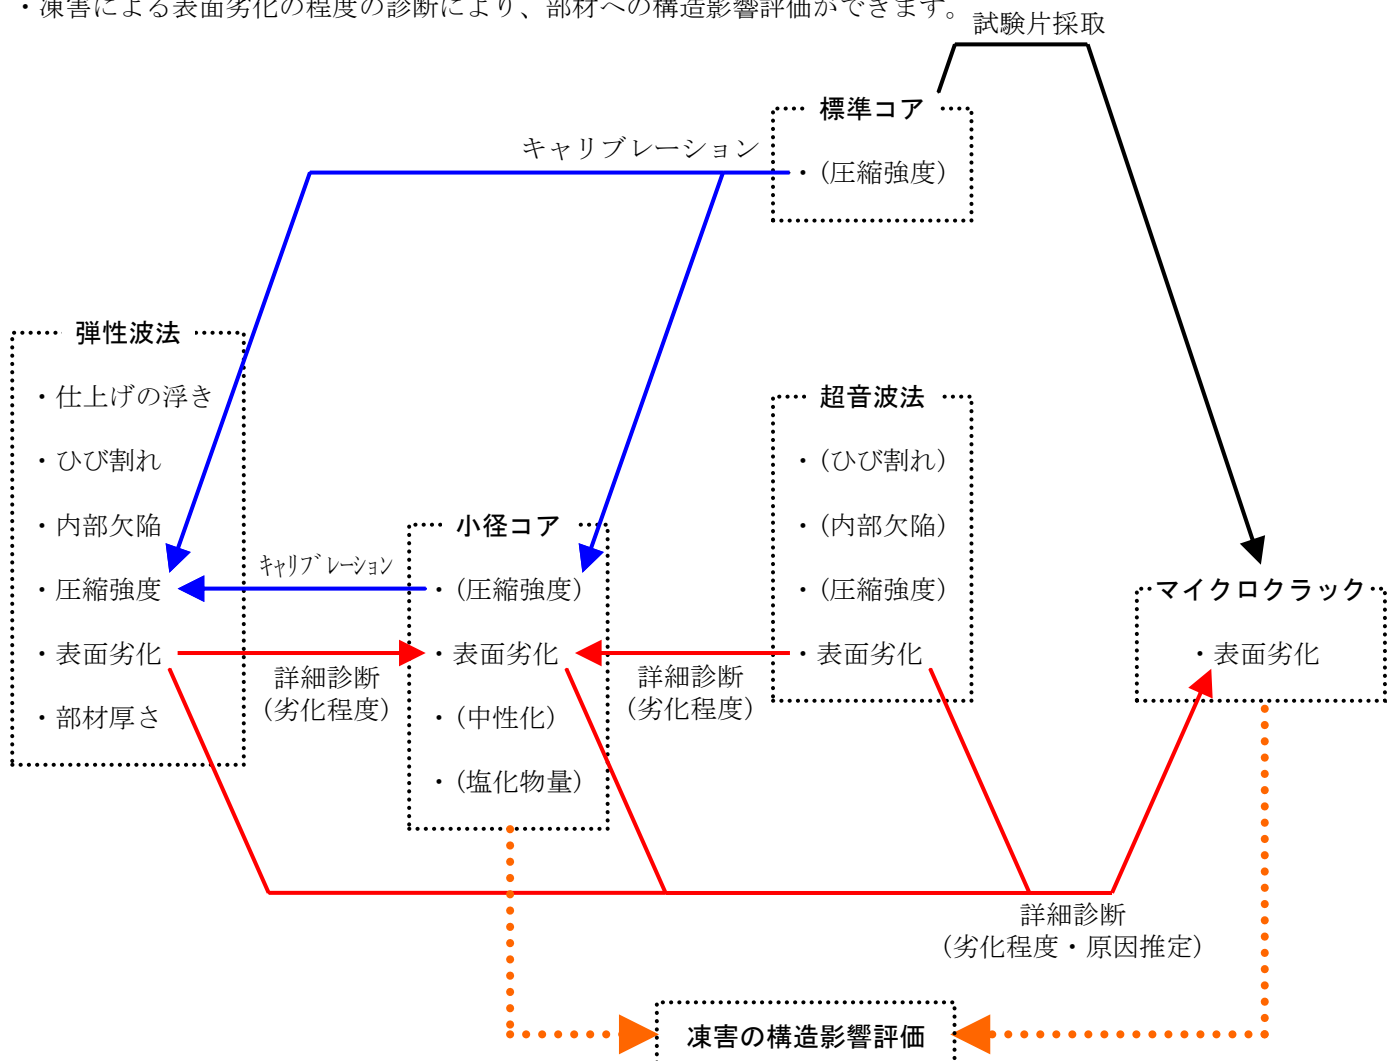 ・凍害による表面劣化の程度の診断により、部材への構造影響評価ができます。
試験片採取
標準コア
キャリブレーション
・(圧縮強度)
弾性波法
・仕上げの浮き
・ひび割れ
・内部欠陥
・圧縮強度
・表面劣化
・部材厚さ
キャリブレーション
小径コア
・(圧縮強度)
・表面劣化
・(中性化)
・(塩化物量)
詳細診断
(劣化程度)
超音波法
・(ひび割れ)
・(内部欠陥)
・(圧縮強度)
・表面劣化
詳細診断
(劣化程度)
マイクロクラック
・表面劣化
詳細診断
(劣化程度・原因推定)
凍害の構造影響評価